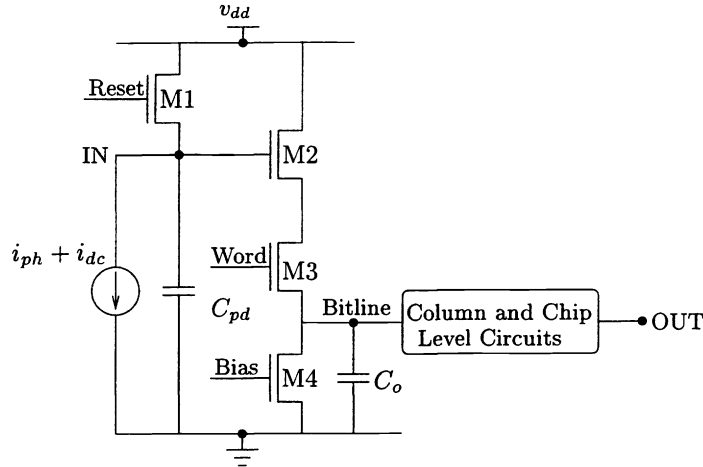 v_dd
Reset
M1
IN
M2
i_ph + i_dc
Word
M3
C_pd
Bitline
Column and Chip
Level Circuits
OUT
Bias
M4
C_o